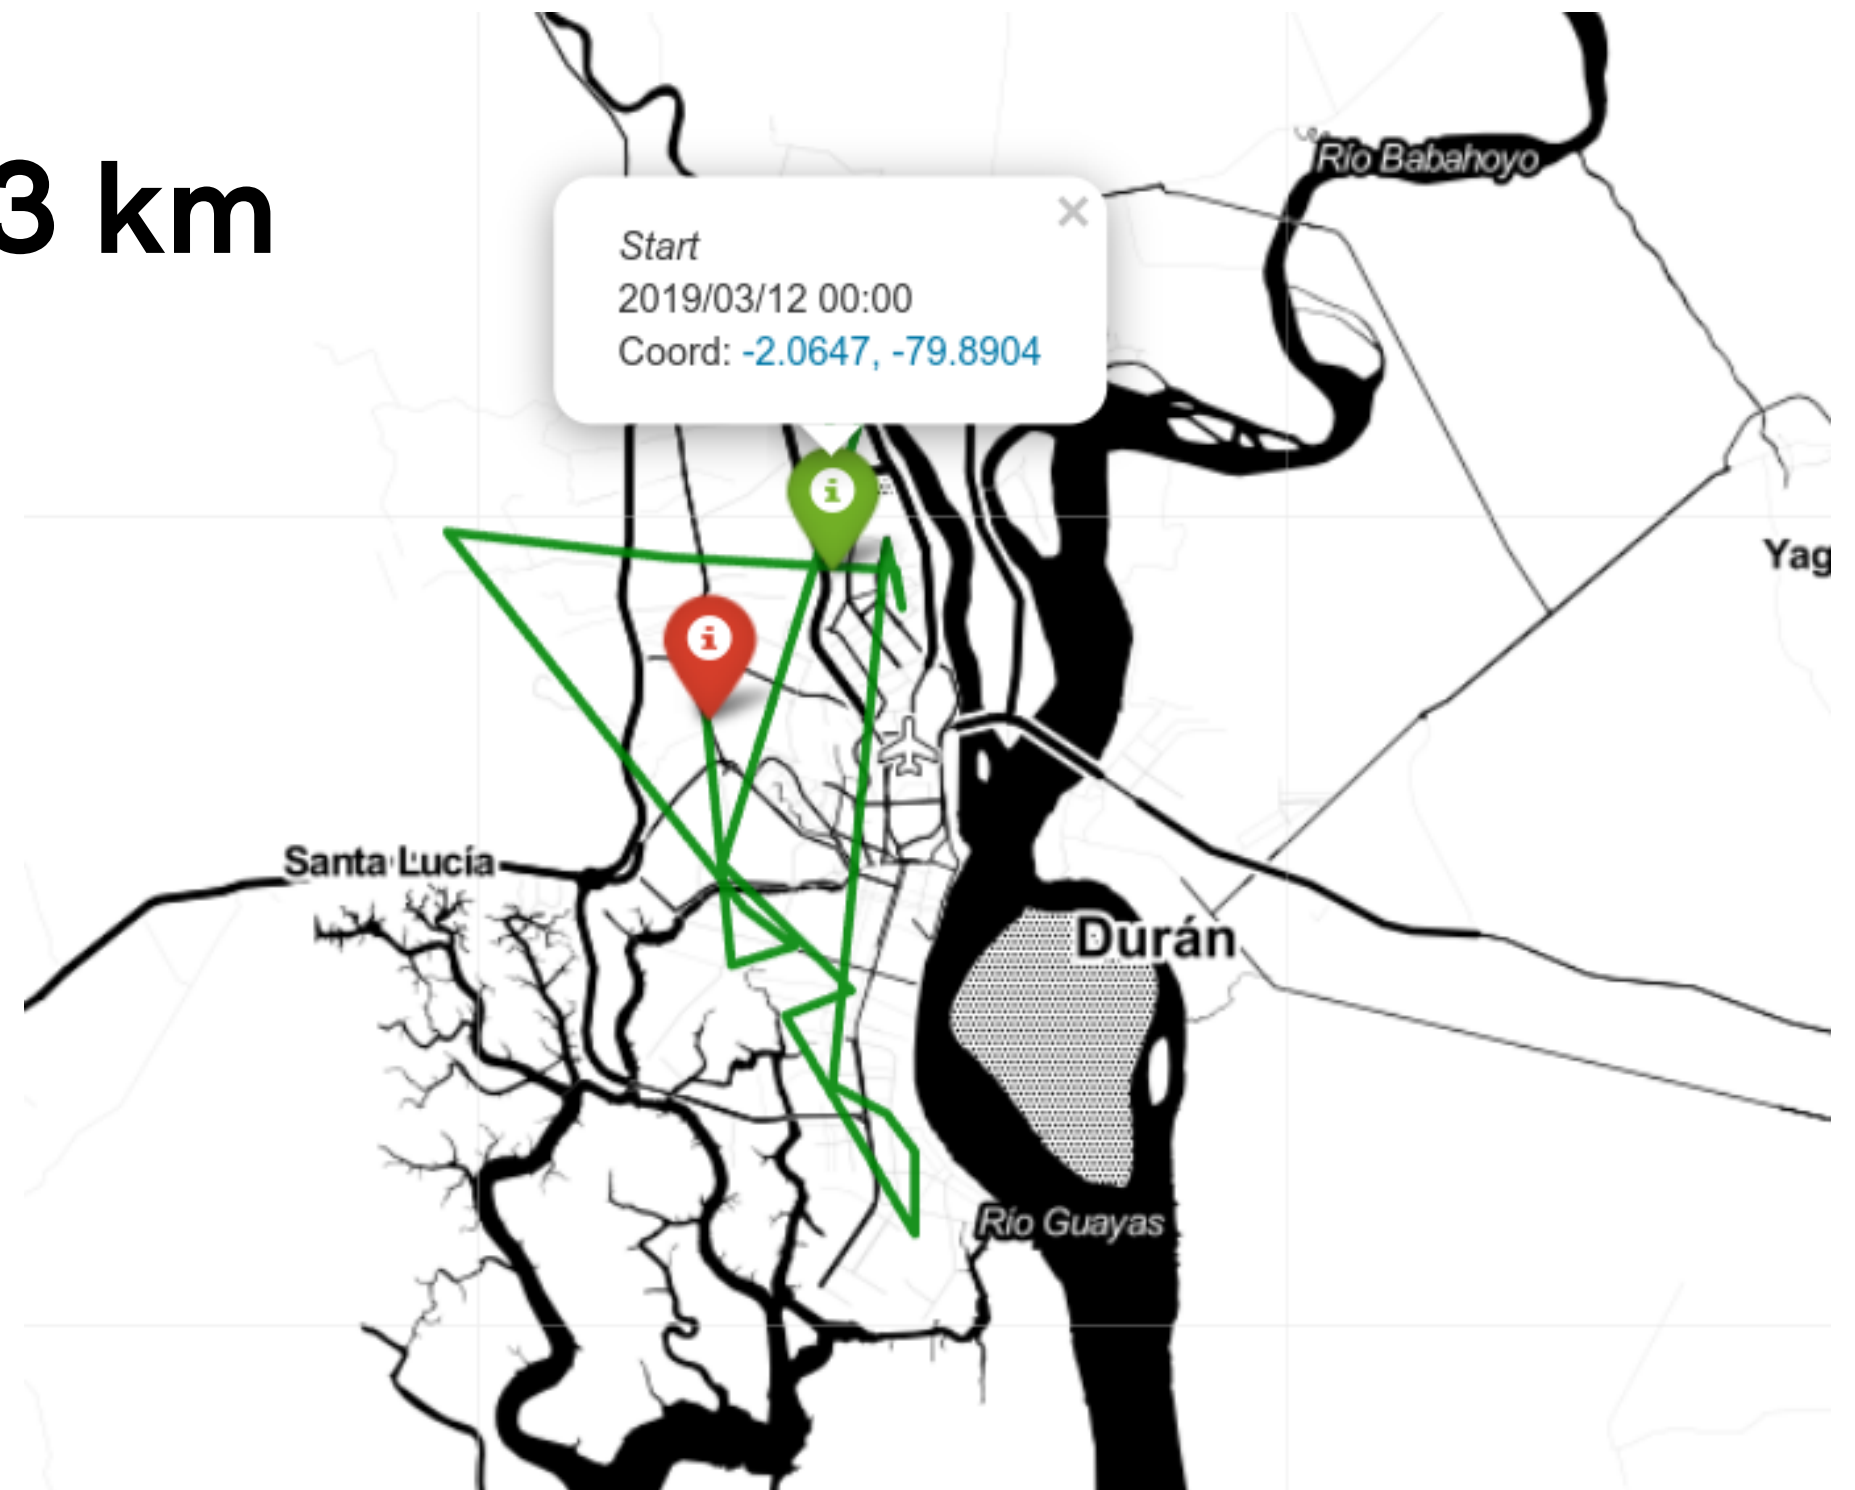 Río Babahoyo
3 km
Start
2019/03/12 00:00
Coord: -2.0647, -79.8904
×
i
Yag
i
Santa Lucía
Durán
Río Guayas